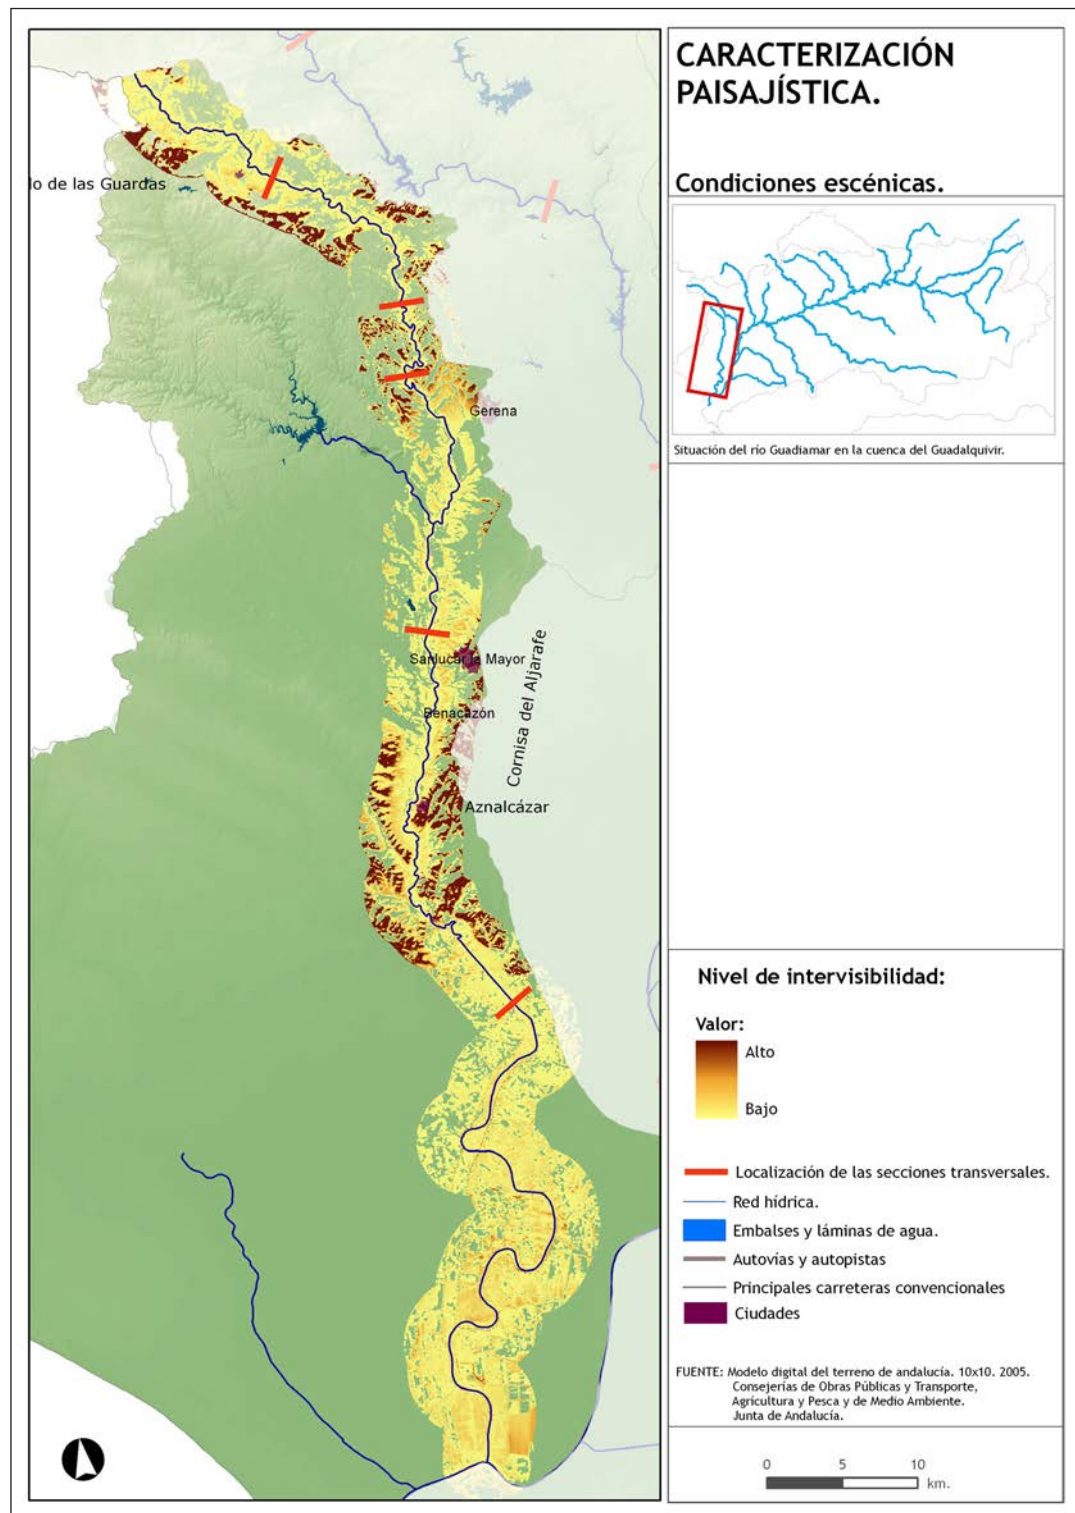 CARACTERIZACIÓN
PAISAJÍSTICA.
Condiciones escénicas.
lo de las Guardas
Gerena
Sanlucar la Mayor
Benacazón
Cornisa del Aljarafe
Aznalcázar
Situación del río Guadiamar en la cuenca del Guadalquivir.
Nivel de intervisibilidad:
Valor:
Alto
Bajo
Localización de las secciones transversales.
Red hídrica.
Embalses y láminas de agua.
Autovías y autopistas
Principales carreteras convencionales
Ciudades
FUENTE: Modelo digital del terreno de andalucía. 10x10. 2005.
Consejerías de Obras Públicas y Transporte,
Agricultura y Pesca y de Medio Ambiente.
Junta de Andalucía.
0 5 10
km.